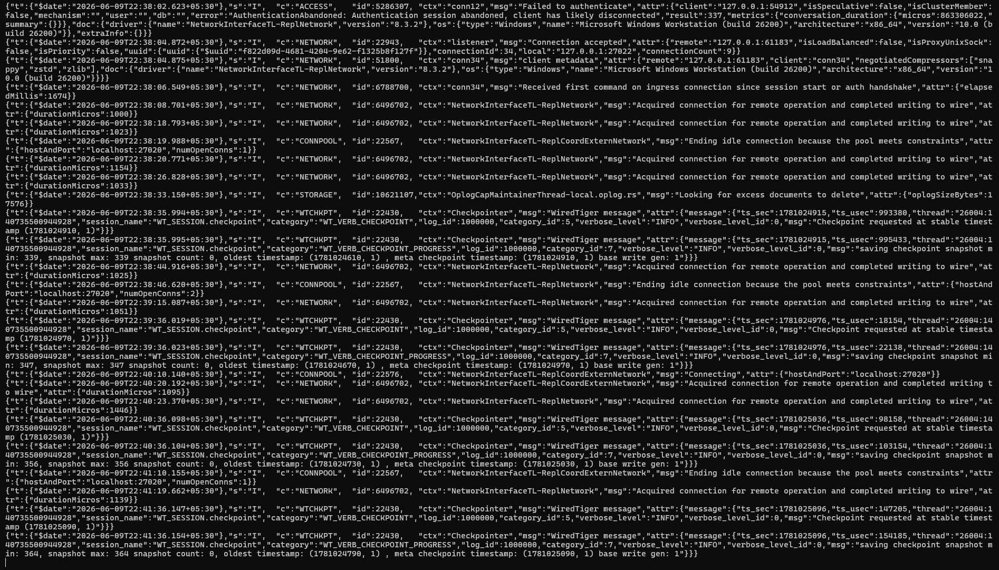 {"t":{"$date":"2026-06-09T22:38:02.623+05:30"},"s":"I",  "c":"ACCESS",   "id":5286307, "ctx":"conn12","msg":"Failed to authenticate","attr":{"client":"127.0.0.1:54912","isSpeculative":false,"isClusterMember":
false,"mechanism":"","user":"","db":"","error":"AuthenticationAbandoned: Authentication session abandoned, client has likely disconnected","result":337,"metrics":{"conversation_duration":{"micros":863306022,"
summary":{}}},"doc":{"driver":{"name":"NetworkInterfaceTL-ReplNetwork","version":"8.3.2"},"os":{"type":"Windows","name":"Microsoft Windows Workstation (build 26200)","architecture":"x86_64","version":"10.0 (b
uild 26200)"}},"extraInfo":{}}}
{"t":{"$date":"2026-06-09T22:38:04.872+05:30"},"s":"I",  "c":"NETWORK",  "id":22943,   "ctx":"listener","msg":"Connection accepted","attr":{"remote":"127.0.0.1:61183","isLoadBalanced":false,"isProxyUnixSock":
false,"isPriority":false,"uuid":{"uuid":{"$uuid":"f822d09d-4681-4204-9e62-f1325b8f127f"}},"connectionId":34,"local":"127.0.0.1:27022","connectionCount":9}}
{"t":{"$date":"2026-06-09T22:38:04.875+05:30"},"s":"I",  "c":"NETWORK",  "id":51800,   "ctx":"conn34","msg":"client metadata","attr":{"remote":"127.0.0.1:61183","client":"conn34","negotiatedCompressors":["sna
ppy","zstd","zlib"],"doc":{"driver":{"name":"NetworkInterfaceTL-ReplNetwork","version":"8.3.2"},"os":{"type":"Windows","name":"Microsoft Windows Workstation (build 26200)","architecture":"x86_64","version":"1
0.0 (build 26200)"}}}}
{"t":{"$date":"2026-06-09T22:38:06.549+05:30"},"s":"I",  "c":"NETWORK",  "id":6788700, "ctx":"conn34","msg":"Received first command on ingress connection since session start or auth handshake","attr":{"elapse
dMillis":1674}}
{"t":{"$date":"2026-06-09T22:38:08.701+05:30"},"s":"I",  "c":"NETWORK",  "id":6496702, "ctx":"NetworkInterfaceTL-ReplNetwork","msg":"Acquired connection for remote operation and completed writing to wire","at
tr":{"durationMicros":1000}}
{"t":{"$date":"2026-06-09T22:38:18.793+05:30"},"s":"I",  "c":"NETWORK",  "id":6496702, "ctx":"NetworkInterfaceTL-ReplNetwork","msg":"Acquired connection for remote operation and completed writing to wire","at
tr":{"durationMicros":1023}}
{"t":{"$date":"2026-06-09T22:38:19.988+05:30"},"s":"I",  "c":"CONNPOOL", "id":22567,   "ctx":"NetworkInterfaceTL-ReplCoordExternNetwork","msg":"Ending idle connection because the pool meets constraints","attr
":{"hostAndPort":"localhost:27020","numOpenConns":1}}
{"t":{"$date":"2026-06-09T22:38:20.771+05:30"},"s":"I",  "c":"NETWORK",  "id":6496702, "ctx":"NetworkInterfaceTL-ReplNetwork","msg":"Acquired connection for remote operation and completed writing to wire","at
tr":{"durationMicros":1154}}
{"t":{"$date":"2026-06-09T22:38:26.828+05:30"},"s":"I",  "c":"NETWORK",  "id":6496702, "ctx":"NetworkInterfaceTL-ReplNetwork","msg":"Acquired connection for remote operation and completed writing to wire","at
tr":{"durationMicros":1033}}
{"t":{"$date":"2026-06-09T22:38:33.150+05:30"},"s":"I",  "c":"STORAGE",  "id":10621107,"ctx":"OplogCapMaintainerThread-local.oplog.rs","msg":"Looking for excess documents to delete","attr":{"oplogSizeBytes":1
7576}}
{"t":{"$date":"2026-06-09T22:38:35.994+05:30"},"s":"I",  "c":"WTCHKPT",  "id":22430,   "ctx":"Checkpointer","msg":"WiredTiger message","attr":{"message":{"ts_sec":1781024915,"ts_usec":993380,"thread":"26004:1
40735500944928","session_name":"WT_SESSION.checkpoint","category":"WT_VERB_CHECKPOINT","log_id":1000000,"category_id":5,"verbose_level":"INFO","verbose_level_id":0,"msg":"Checkpoint requested at stable timest
amp (1781024910, 1)"}}}
{"t":{"$date":"2026-06-09T22:38:35.995+05:30"},"s":"I",  "c":"WTCHKPT",  "id":22430,   "ctx":"Checkpointer","msg":"WiredTiger message","attr":{"message":{"ts_sec":1781024915,"ts_usec":995433,"thread":"26004:1
40735500944928","session_name":"WT_SESSION.checkpoint","category":"WT_VERB_CHECKPOINT_PROGRESS","log_id":1000000,"category_id":7,"verbose_level":"INFO","verbose_level_id":0,"msg":"saving checkpoint snapshot m
in: 339, snapshot max: 339 snapshot count: 0, oldest timestamp: (1781024610, 1) , meta checkpoint timestamp: (1781024910, 1) base write gen: 1"}}}
{"t":{"$date":"2026-06-09T22:38:44.916+05:30"},"s":"I",  "c":"NETWORK",  "id":6496702, "ctx":"NetworkInterfaceTL-ReplNetwork","msg":"Acquired connection for remote operation and completed writing to wire","at
tr":{"durationMicros":1025}}
{"t":{"$date":"2026-06-09T22:38:46.620+05:30"},"s":"I",  "c":"CONNPOOL", "id":22567,   "ctx":"NetworkInterfaceTL-ReplNetwork","msg":"Ending idle connection because the pool meets constraints","attr":{"hostAnd
Port":"localhost:27020","numOpenConns":2}}
{"t":{"$date":"2026-06-09T22:39:15.087+05:30"},"s":"I",  "c":"NETWORK",  "id":6496702, "ctx":"NetworkInterfaceTL-ReplNetwork","msg":"Acquired connection for remote operation and completed writing to wire","at
tr":{"durationMicros":1051}}
{"t":{"$date":"2026-06-09T22:39:36.019+05:30"},"s":"I",  "c":"WTCHKPT",  "id":22430,   "ctx":"Checkpointer","msg":"WiredTiger message","attr":{"message":{"ts_sec":1781024976,"ts_usec":18154,"thread":"26004:14
0735500944928","session_name":"WT_SESSION.checkpoint","category":"WT_VERB_CHECKPOINT","log_id":1000000,"category_id":5,"verbose_level":"INFO","verbose_level_id":0,"msg":"Checkpoint requested at stable timesta
mp (1781024970, 1)"}}}
{"t":{"$date":"2026-06-09T22:39:36.023+05:30"},"s":"I",  "c":"WTCHKPT",  "id":22430,   "ctx":"Checkpointer","msg":"WiredTiger message","attr":{"message":{"ts_sec":1781024976,"ts_usec":22138,"thread":"26004:14
0735500944928","session_name":"WT_SESSION.checkpoint","category":"WT_VERB_CHECKPOINT_PROGRESS","log_id":1000000,"category_id":7,"verbose_level":"INFO","verbose_level_id":0,"msg":"saving checkpoint snapshot mi
n: 347, snapshot max: 347 snapshot count: 0, oldest timestamp: (1781024670, 1) , meta checkpoint timestamp: (1781024970, 1) base write gen: 1"}}}
{"t":{"$date":"2026-06-09T22:40:10.140+05:30"},"s":"I",  "c":"CONNPOOL", "id":22576,   "ctx":"NetworkInterfaceTL-ReplCoordExternNetwork","msg":"Connecting","attr":{"hostAndPort":"localhost:27020"}}
{"t":{"$date":"2026-06-09T22:40:20.192+05:30"},"s":"I",  "c":"NETWORK",  "id":6496702, "ctx":"NetworkInterfaceTL-ReplCoordExternNetwork","msg":"Acquired connection for remote operation and completed writing t
o wire","attr":{"durationMicros":1095}}
{"t":{"$date":"2026-06-09T22:40:23.370+05:30"},"s":"I",  "c":"NETWORK",  "id":6496702, "ctx":"NetworkInterfaceTL-ReplNetwork","msg":"Acquired connection for remote operation and completed writing to wire","at
tr":{"durationMicros":1446}}
{"t":{"$date":"2026-06-09T22:40:36.098+05:30"},"s":"I",  "c":"WTCHKPT",  "id":22430,   "ctx":"Checkpointer","msg":"WiredTiger message","attr":{"message":{"ts_sec":1781025036,"ts_usec":98158,"thread":"26004:14
0735500944928","session_name":"WT_SESSION.checkpoint","category":"WT_VERB_CHECKPOINT","log_id":1000000,"category_id":5,"verbose_level":"INFO","verbose_level_id":0,"msg":"Checkpoint requested at stable timesta
mp (1781025030, 1)"}}}
{"t":{"$date":"2026-06-09T22:40:36.104+05:30"},"s":"I",  "c":"WTCHKPT",  "id":22430,   "ctx":"Checkpointer","msg":"WiredTiger message","attr":{"message":{"ts_sec":1781025036,"ts_usec":103154,"thread":"26004:1
40735500944928","session_name":"WT_SESSION.checkpoint","category":"WT_VERB_CHECKPOINT_PROGRESS","log_id":1000000,"category_id":7,"verbose_level":"INFO","verbose_level_id":0,"msg":"saving checkpoint snapshot m
in: 356, snapshot max: 356 snapshot count: 0, oldest timestamp: (1781024730, 1) , meta checkpoint timestamp: (1781025030, 1) base write gen: 1"}}}
{"t":{"$date":"2026-06-09T22:41:10.155+05:30"},"s":"I",  "c":"CONNPOOL", "id":22567,   "ctx":"NetworkInterfaceTL-ReplCoordExternNetwork","msg":"Ending idle connection because the pool meets constraints","attr
":{"hostAndPort":"localhost:27020","numOpenConns":1}}
{"t":{"$date":"2026-06-09T22:41:19.662+05:30"},"s":"I",  "c":"NETWORK",  "id":6496702, "ctx":"NetworkInterfaceTL-ReplNetwork","msg":"Acquired connection for remote operation and completed writing to wire","at
tr":{"durationMicros":1139}}
{"t":{"$date":"2026-06-09T22:41:36.147+05:30"},"s":"I",  "c":"WTCHKPT",  "id":22430,   "ctx":"Checkpointer","msg":"WiredTiger message","attr":{"message":{"ts_sec":1781025096,"ts_usec":147205,"thread":"26004:1
40735500944928","session_name":"WT_SESSION.checkpoint","category":"WT_VERB_CHECKPOINT","log_id":1000000,"category_id":5,"verbose_level":"INFO","verbose_level_id":0,"msg":"Checkpoint requested at stable timest
amp (1781025090, 1)"}}}
{"t":{"$date":"2026-06-09T22:41:36.154+05:30"},"s":"I",  "c":"WTCHKPT",  "id":22430,   "ctx":"Checkpointer","msg":"WiredTiger message","attr":{"message":{"ts_sec":1781025096,"ts_usec":154185,"thread":"26004:1
40735500944928","session_name":"WT_SESSION.checkpoint","category":"WT_VERB_CHECKPOINT_PROGRESS","log_id":1000000,"category_id":7,"verbose_level":"INFO","verbose_level_id":0,"msg":"saving checkpoint snapshot m
in: 364, snapshot max: 364 snapshot count: 0, oldest timestamp: (1781024790, 1) , meta checkpoint timestamp: (1781025090, 1) base write gen: 1"}}}